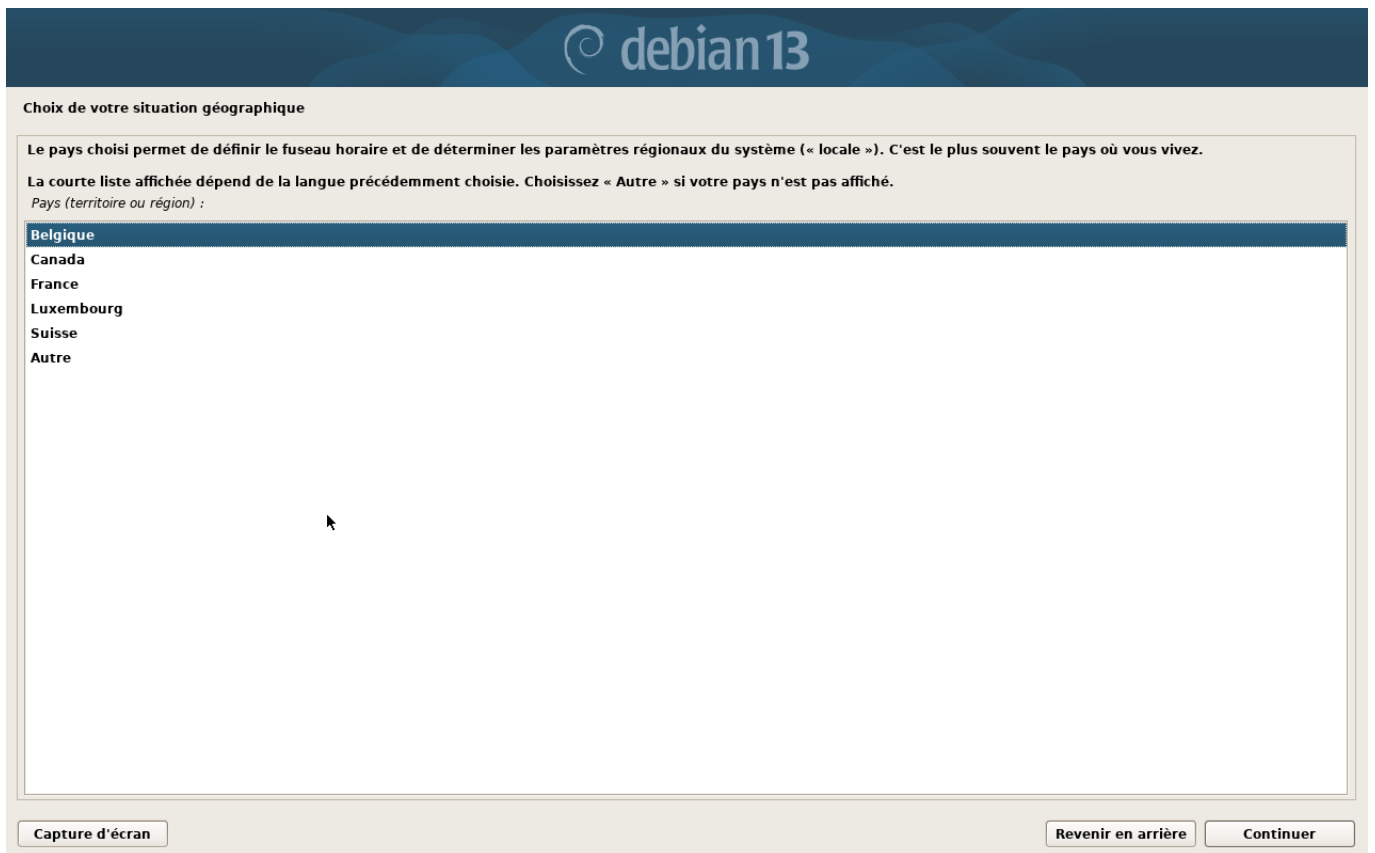 debian 13
Choix de votre situation géographique
Le pays choisi permet de définir le fuseau horaire et de déterminer les paramètres régionaux du système (« locale »). C'est le plus souvent le pays où vous vivez.
La courte liste affichée dépend de la langue précédemment choisie. Choisissez « Autre » si votre pays n'est pas affiché.
Pays (territoire ou région) :
Belgique
Canada
France
Luxembourg
Suisse
Autre
Capture d'écran
Revenir en arrière
Continuer